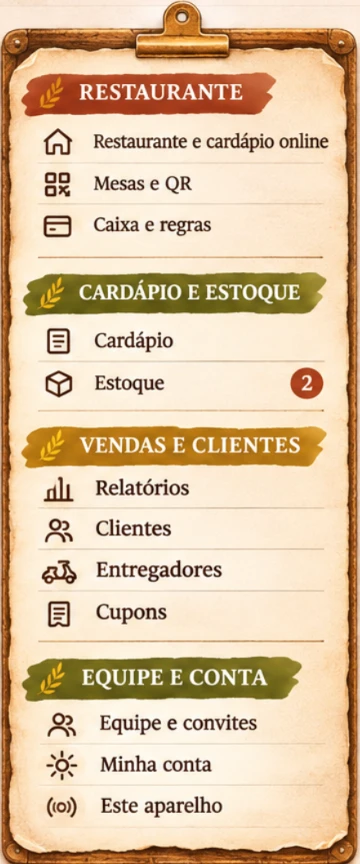 RESTAURANTE
Restaurante e cardápio online
Mesas e QR
Caixa e regras
CARDÁPIO E ESTOQUE
Cardápio
Estoque 2
VENDAS E CLIENTES
Relatórios
Clientes
Entregadores
Cupons
EQUIPE E CONTA
Equipe e convites
Minha conta
Este aparelho